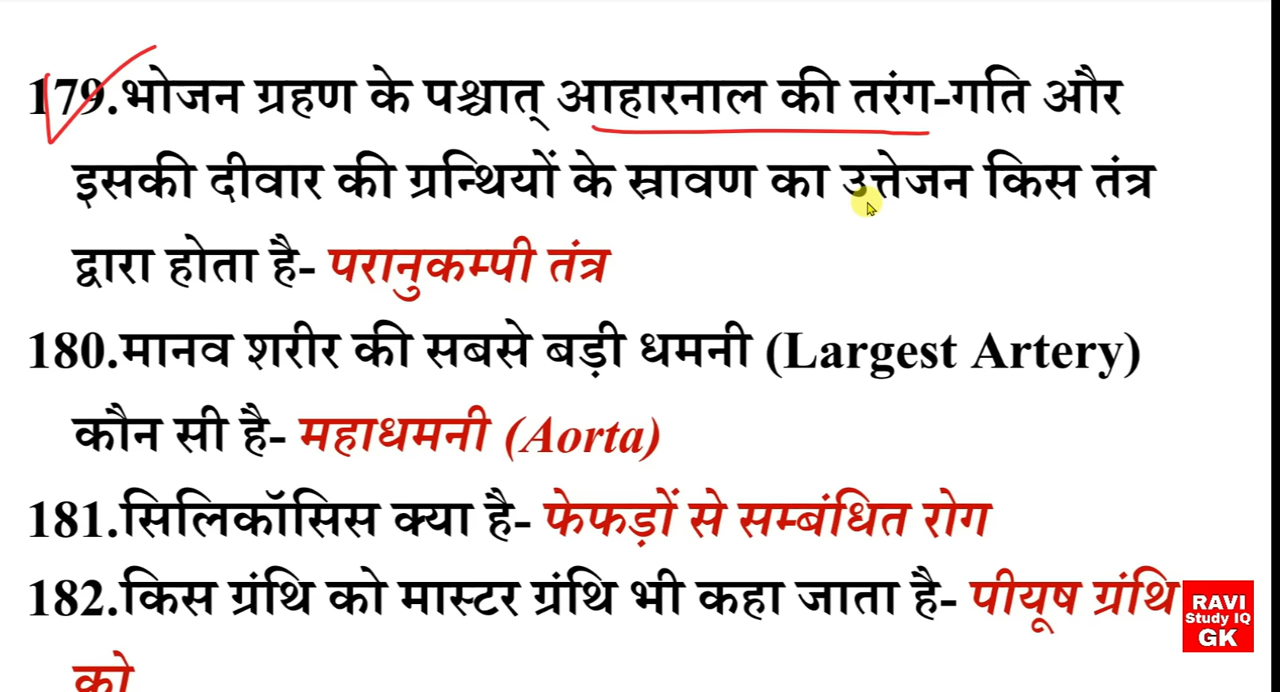 179.भोजन ग्रहण के पश्चात् आहारनाल की तरंग-गति और
इसकी दीवार की ग्रन्थियों के स्रावण का उत्तेजन किस तंत्र
द्वारा होता है- परानुकम्पी तंत्र
180.मानव शरीर की सबसे बड़ी धमनी (Largest Artery)
कौन सी है- महाधमनी (Aorta)
181.सिलिकॉसिस क्या है- फेफड़ों से सम्बंधित रोग
182.किस ग्रंथि को मास्टर ग्रंथि भी कहा जाता है- पीयूष ग्रंथि
को
RAVI
Study IQ
GK